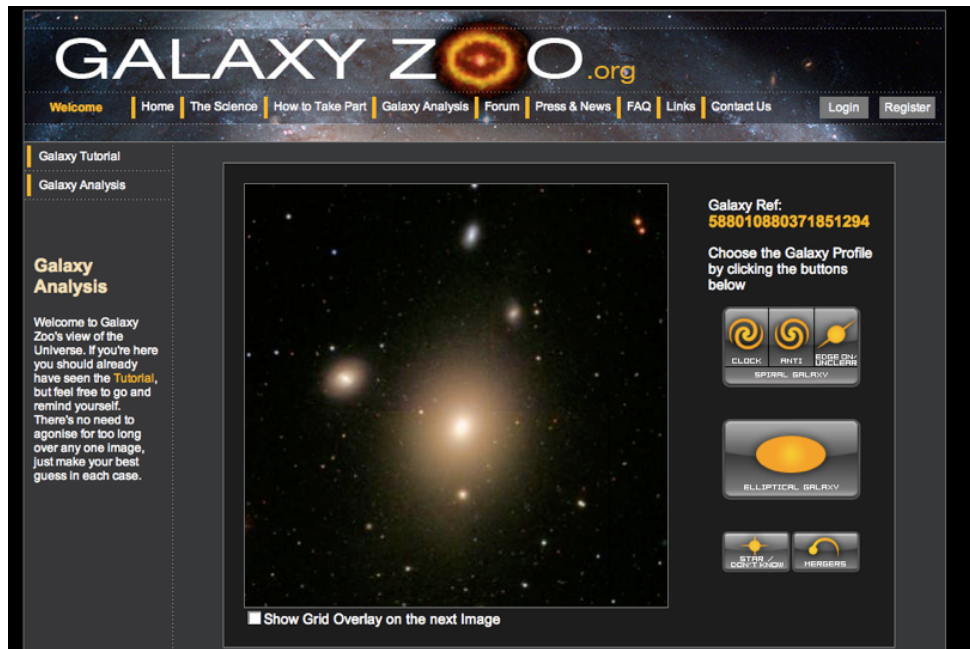 GALAXY ZOO.org
Welcome Home The Science How to Take Part Galaxy Analysis Forum Press & News FAQ Links Contact Us Login Register
Galaxy Tutorial
Galaxy Analysis
Galaxy
Analysis
Welcome to Galaxy
Zoo's view of the
Universe. If you're here
you should already
have seen the Tutorial,
but feel free to go and
remind yourself.
There's no need to
agonise for too long
over any one image,
just make your best
guess in each case.
Galaxy Ref:
588010880371851294
Choose the Galaxy Profile
by clicking the buttons
below
CLOCK ANTI EDGE ON/
UNCLEAR
SPIRAL GALAXY
ELLIPTICAL GALAXY
STAR /
DON'T KNOW
MERGERS
Show Grid Overlay on the next Image